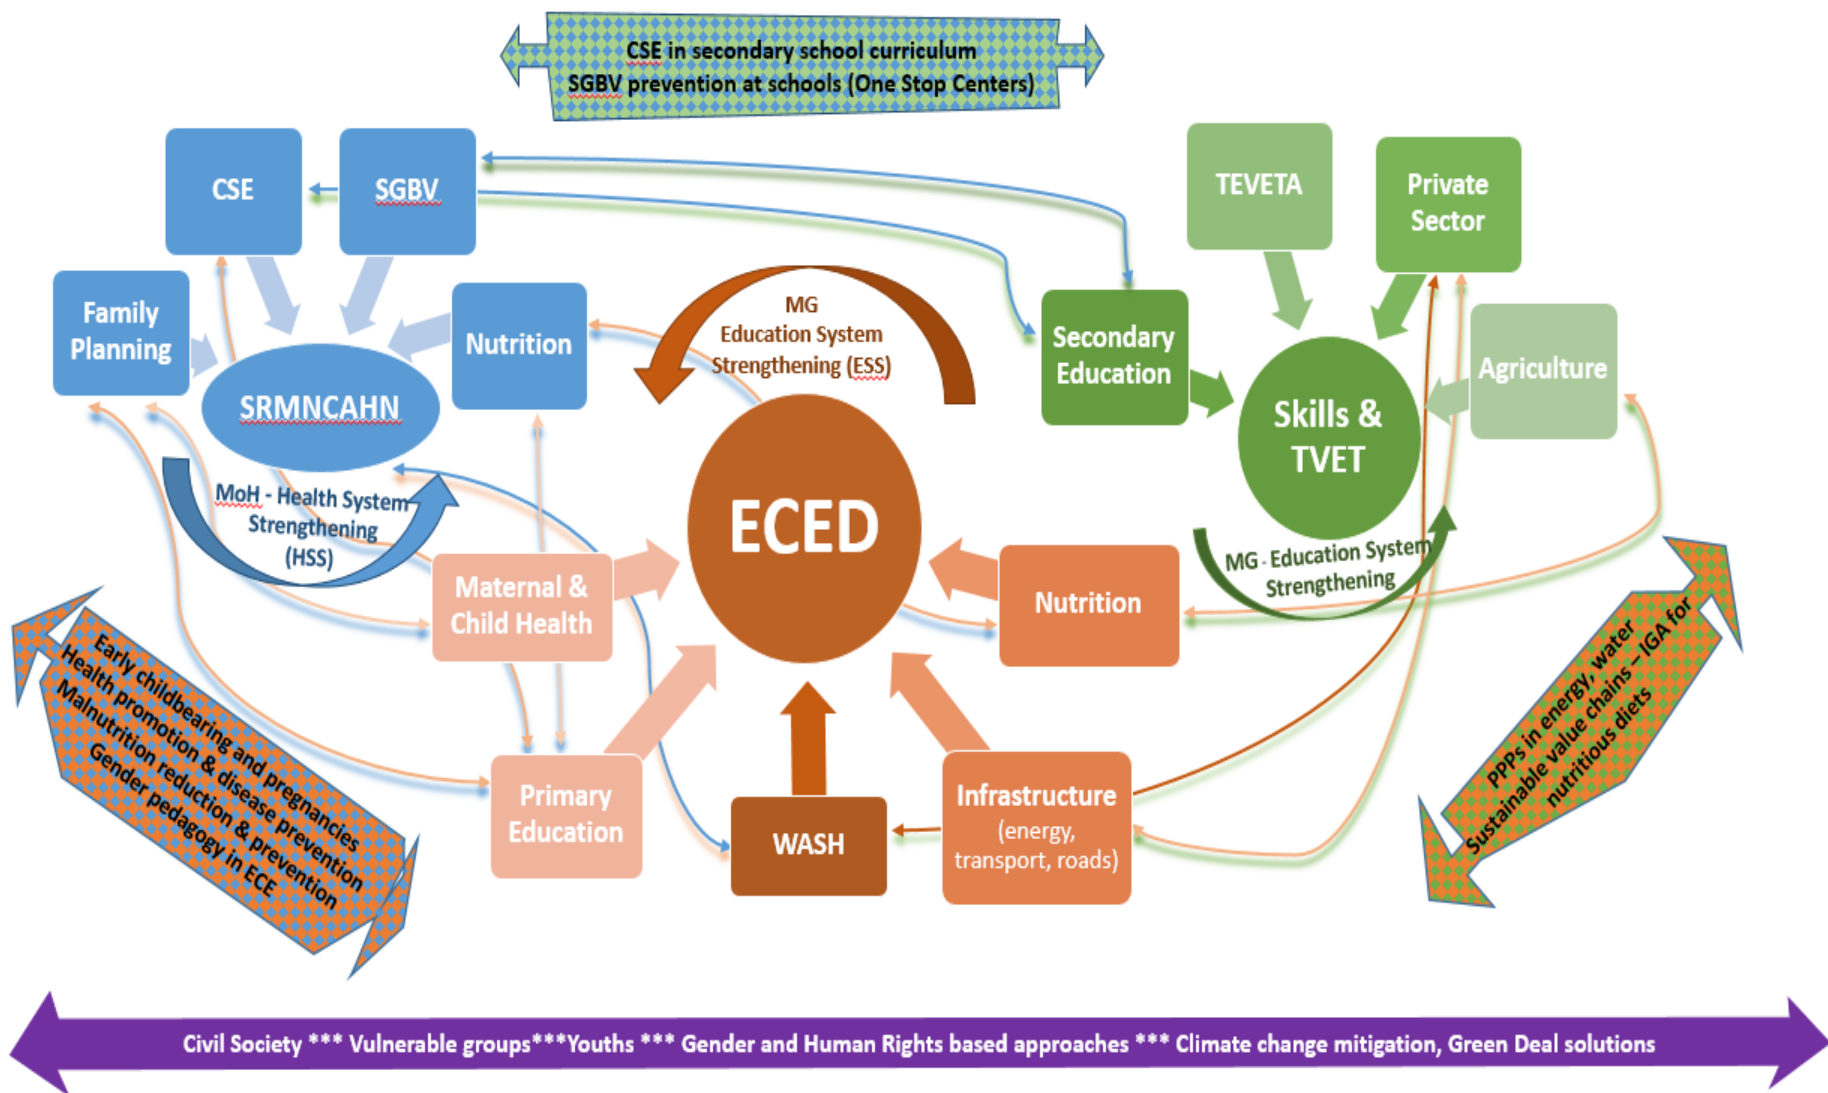 CSE in secondary school curriculum
SGBV prevention at schools (One Stop Centers)
CSE
SGBV
TEVETA
Private
Sector
Family
Planning
Nutrition
MG
Education System
Strengthening (ESS)
Secondary
Education
Agriculture
SRMNCAHN
Skills &
TVET
MoH - Health System
Strengthening
(HSS)
ECED
MG - Education System
Strengthening
Maternal &
Child Health
Nutrition
Early childbearing and pregnancies
Health promotion & disease prevention
Malnutrition reduction & prevention
Gender pedagogy in ECE
PPPs in energy, water
Sustainable value chains – IGA for
nutritious diets
Primary
Education
WASH
Infrastructure
(energy,
transport, roads)
Civil Society *** Vulnerable groups***Youths *** Gender and Human Rights based approaches *** Climate change mitigation, Green Deal solutions